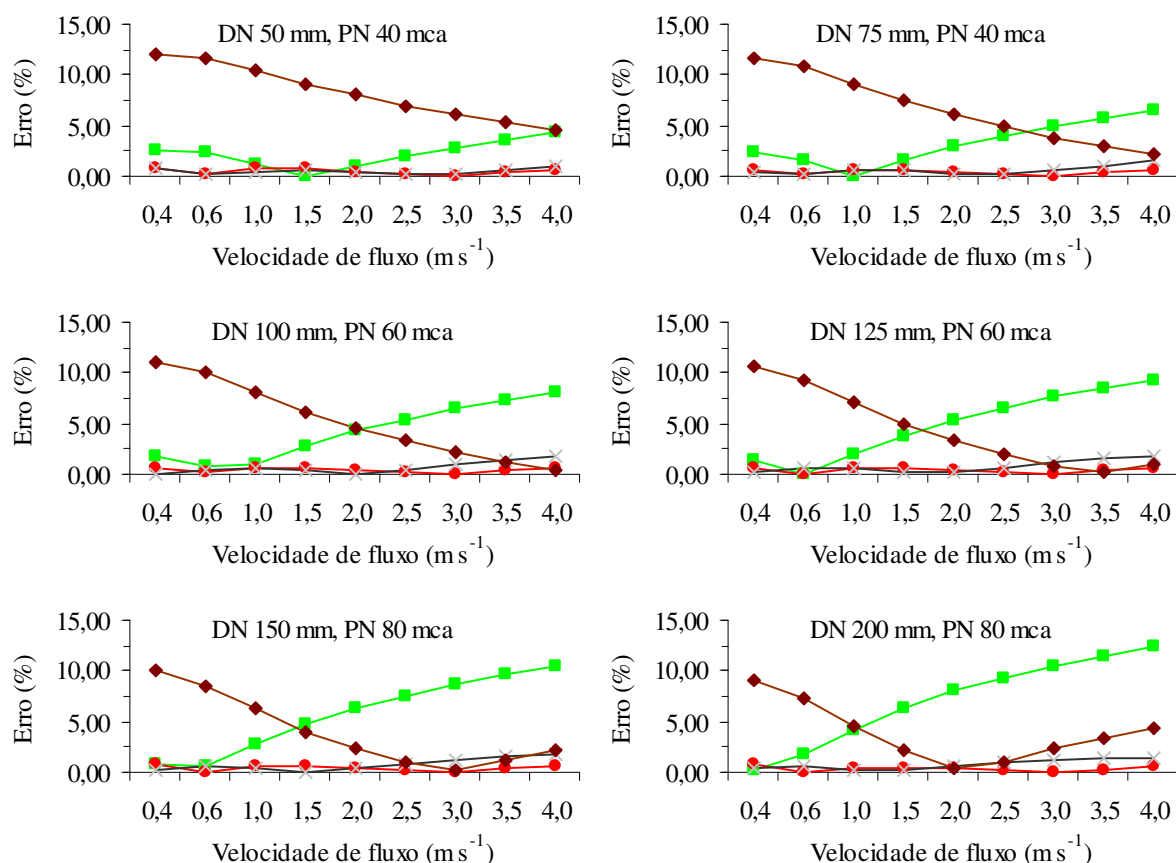 DN 50 mm, PN 40 mca
Erro (%)
15,00
10,00
5,00
0,00
0,4 0,6 1,0 1,5 2,0 2,5 3,0 3,5 4,0
Velocidade de fluxo (m s-1)
DN 75 mm, PN 40 mca
Erro (%)
15,00
10,00
5,00
0,00
0,4 0,6 1,0 1,5 2,0 2,5 3,0 3,5 4,0
Velocidade de fluxo (m s-1)
DN 100 mm, PN 60 mca
Erro (%)
15,00
10,00
5,00
0,00
0,4 0,6 1,0 1,5 2,0 2,5 3,0 3,5 4,0
Velocidade de fluxo (m s-1)
DN 125 mm, PN 60 mca
Erro (%)
15,00
10,00
5,00
0,00
0,4 0,6 1,0 1,5 2,0 2,5 3,0 3,5 4,0
Velocidade de fluxo (m s-1)
DN 150 mm, PN 80 mca
Erro (%)
15,00
10,00
5,00
0,00
0,4 0,6 1,0 1,5 2,0 2,5 3,0 3,5 4,0
Velocidade de fluxo (m s-1)
DN 200 mm, PN 80 mca
Erro (%)
15,00
10,00
5,00
0,00
0,4 0,6 1,0 1,5 2,0 2,5 3,0 3,5 4,0
Velocidade de fluxo (m s-1)